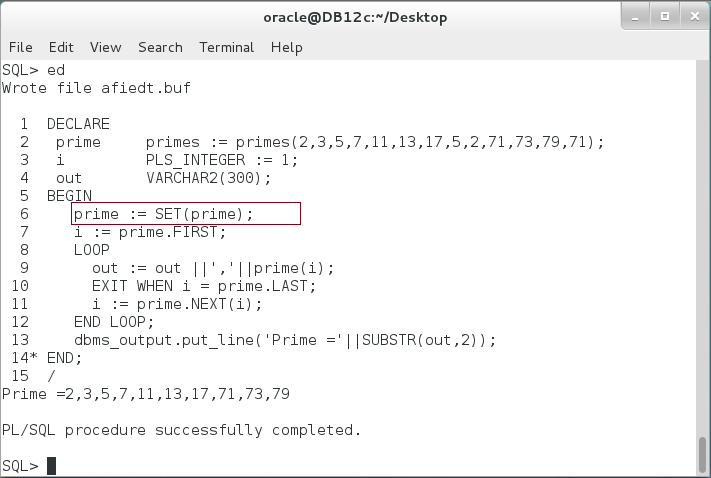 oracle@DB12c:~/Desktop
File Edit View Search Terminal Help
SQL> ed
Wrote file afiedt.buf
1 DECLARE
2 prime primes := primes(2,3,5,7,11,13,17,5,2,71,73,79,71);
3 i PLS_INTEGER := 1;
4 out VARCHAR2(300);
5 BEGIN
6 prime := SET(prime);
7 i := prime.FIRST;
8 LOOP
9 out := out ||','||prime(i);
10 EXIT WHEN i = prime.LAST;
11 i := prime.NEXT(i);
12 END LOOP;
13 dbms_output.put_line('Prime ='||SUBSTR(out,2));
14* END;
15 /
Prime =2,3,5,7,11,13,17,71,73,79
PL/SQL procedure successfully completed.
SQL>